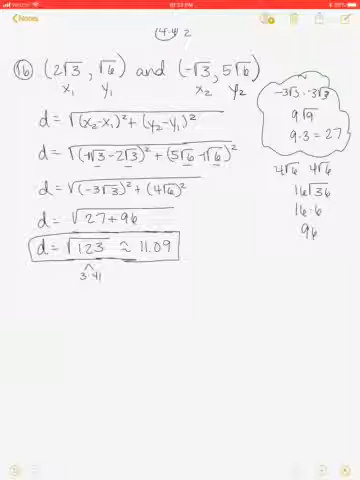 Notes
10:33 PM
(4,4) 2
16 (2√3, √6) and (-√3, 5√6)
x₁ y₁ x₂ y₂
d = √(x₂-x₁)² + (y₂-y₁)²
d = √(-1√3 - 2√3)² + (5√6 - 1√6)²
d = √(-3√3)² + (4√6)²
d = √27 + 96
d = √123 ≈ 11.09
3 41
-3√3 · -3√3
9√9
9·3 = 27
4√6 4√6
16√36
16·6
96